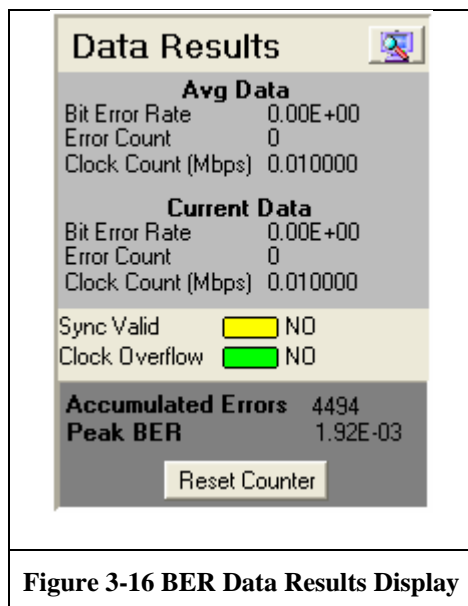 Data Results
Avg Data
Bit Error Rate 0.00E+00
Error Count 0
Clock Count (Mbps) 0.010000
Current Data
Bit Error Rate 0.00E+00
Error Count 0
Clock Count (Mbps) 0.010000
Sync Valid NO
Clock Overflow NO
Accumulated Errors 4494
Peak BER 1.92E-03
Reset Counter
Figure 3-16 BER Data Results Display